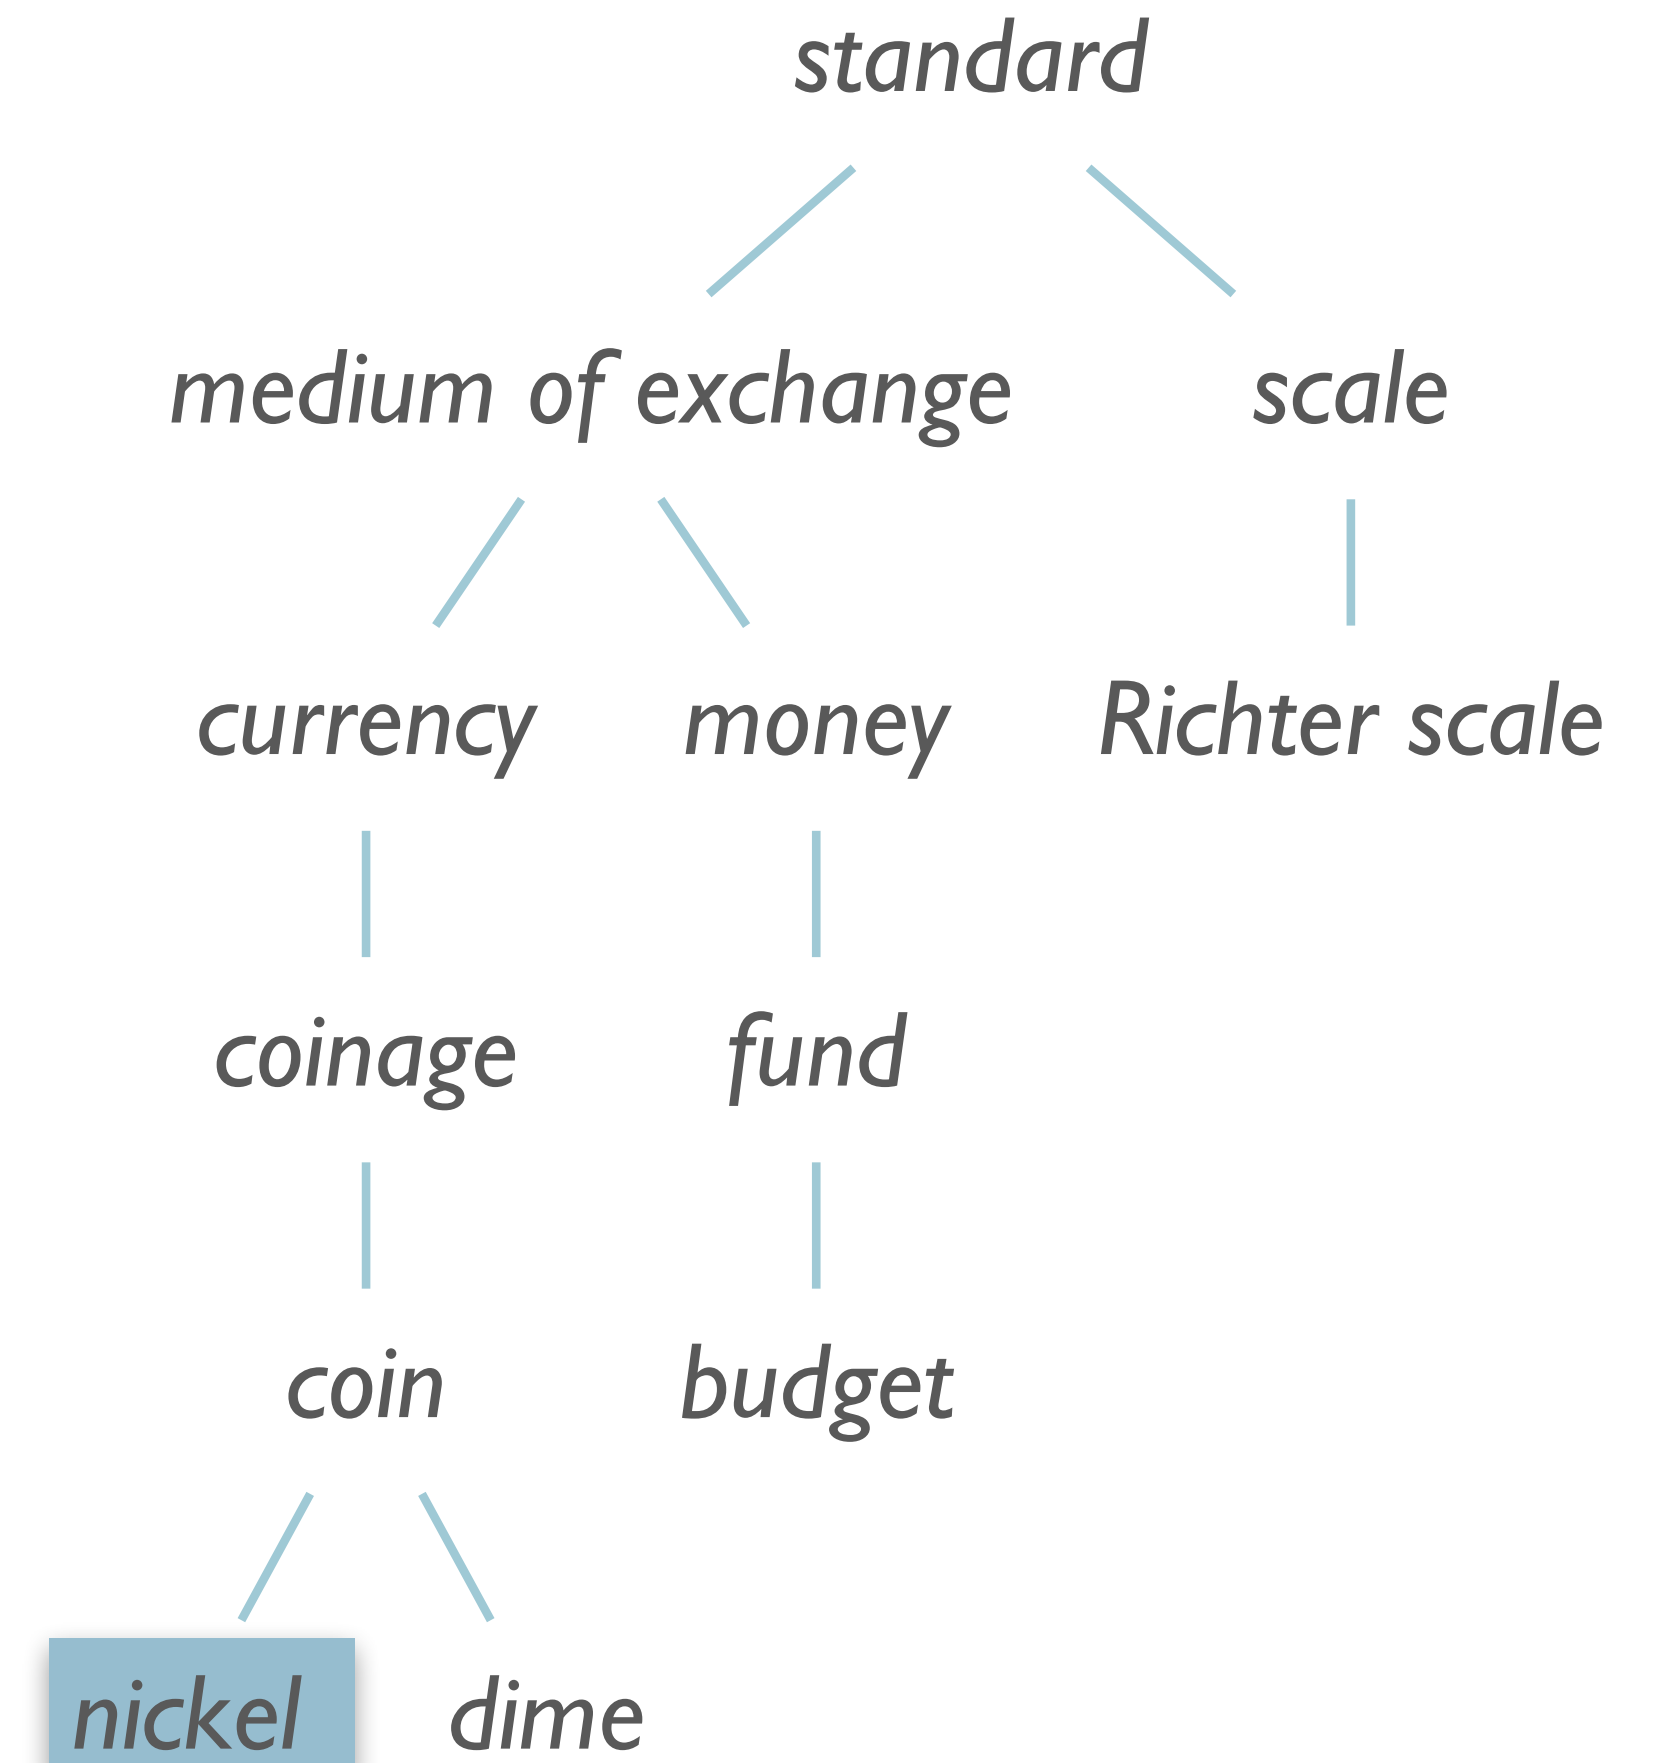 standard
medium of exchange scale
currency money Richter scale
coinage fund
coin budget
nickel dime